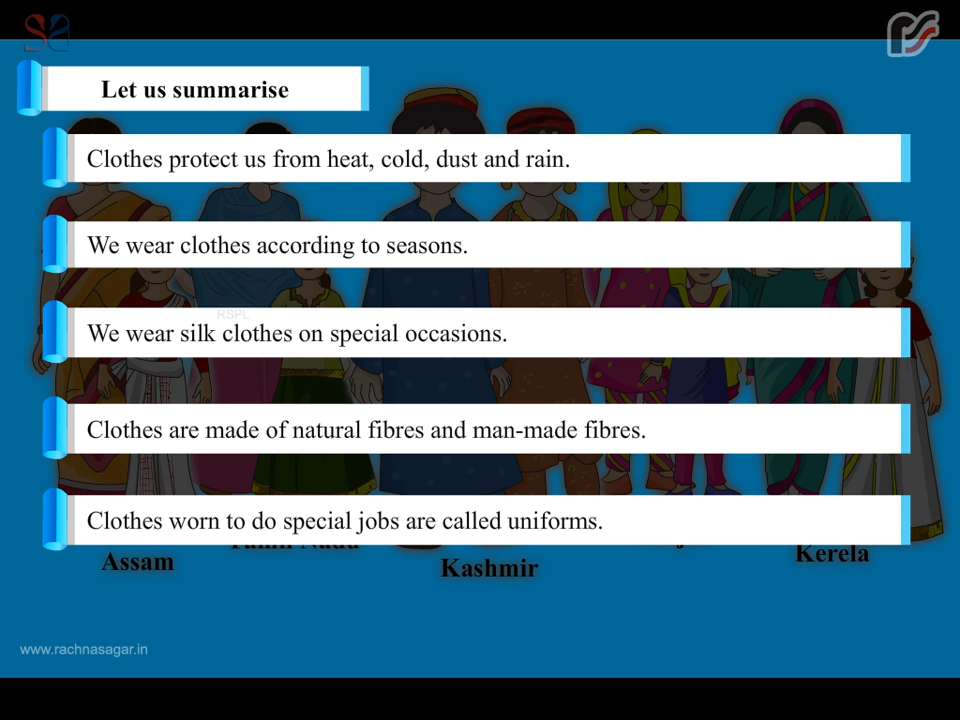 Let us summarise
Clothes protect us from heat, cold, dust and rain.
We wear clothes according to seasons.
RSPL
We wear silk clothes on special occasions.
Clothes are made of natural fibres and man-made fibres.
Clothes worn to do special jobs are called uniforms.
Assam
Tamil Nadu
Kashmir
Kerela
www.rachnasagar.in